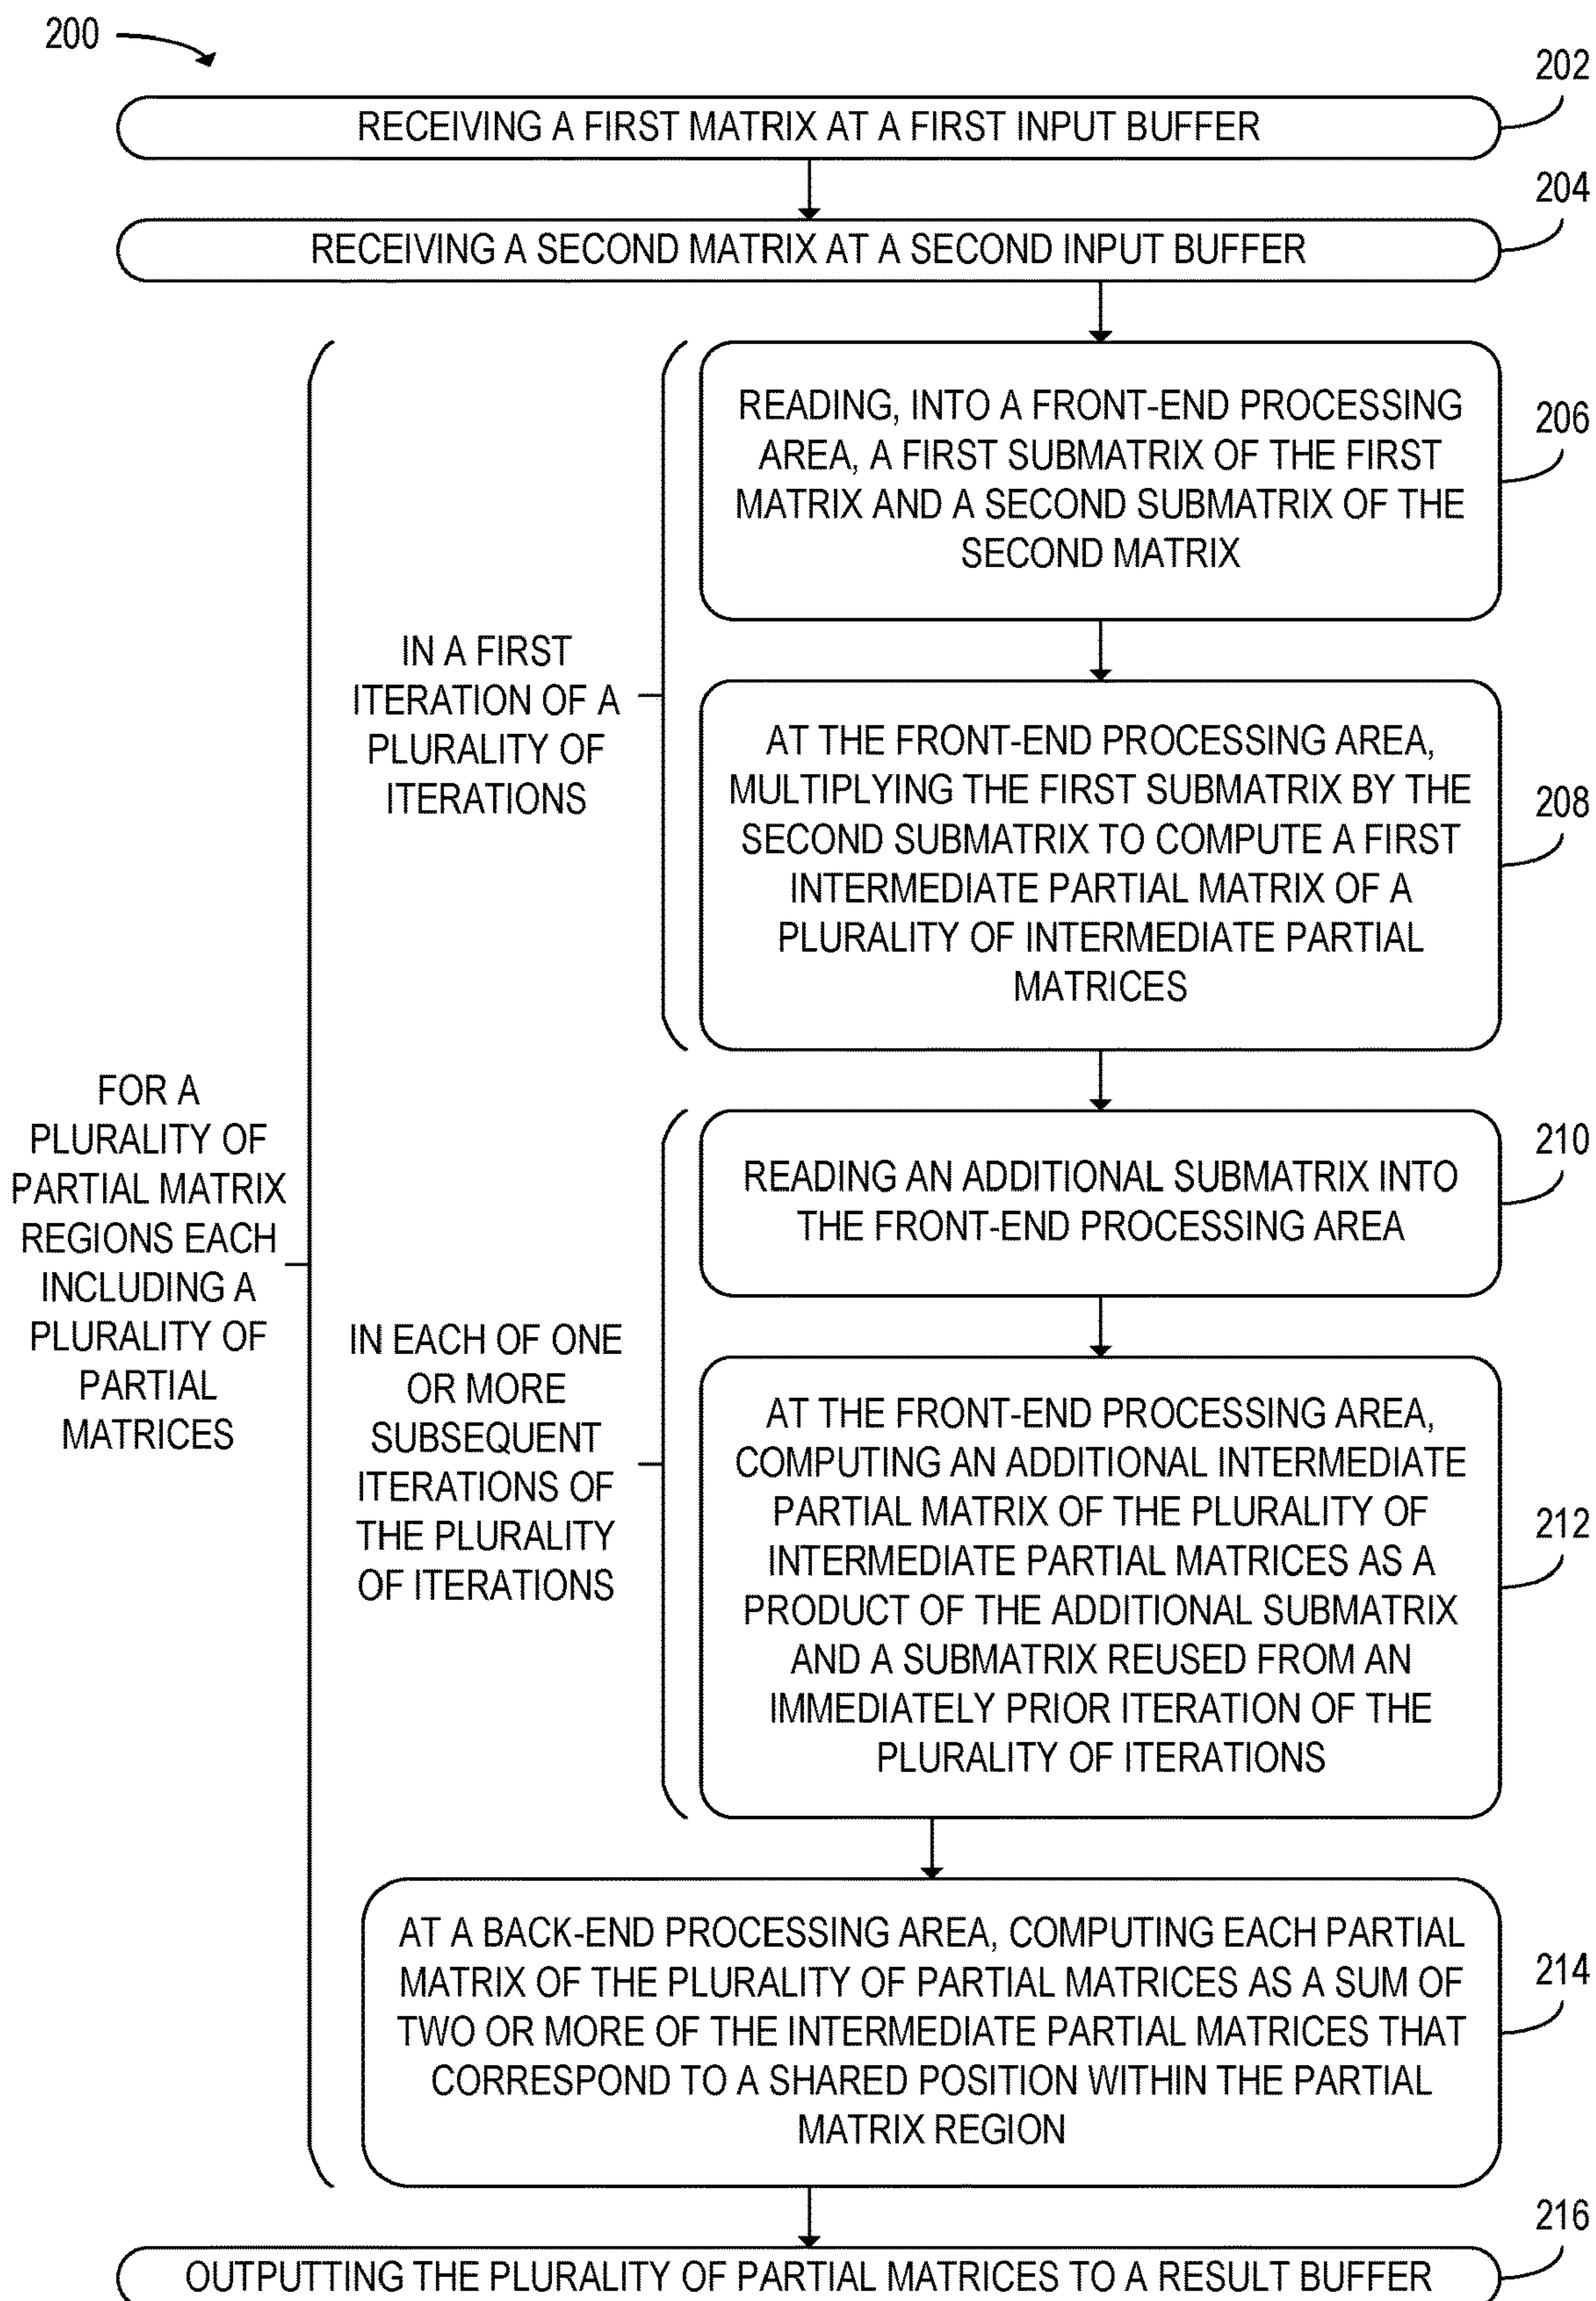 200
202
RECEIVING A FIRST MATRIX AT A FIRST INPUT BUFFER
204
RECEIVING A SECOND MATRIX AT A SECOND INPUT BUFFER
FOR A
PLURALITY OF
PARTIAL MATRIX
REGIONS EACH
INCLUDING A
PLURALITY OF
PARTIAL
MATRICES
IN A FIRST
ITERATION OF A
PLURALITY OF
ITERATIONS
READING, INTO A FRONT-END PROCESSING
AREA, A FIRST SUBMATRIX OF THE FIRST
MATRIX AND A SECOND SUBMATRIX OF THE
SECOND MATRIX
206
AT THE FRONT-END PROCESSING AREA,
MULTIPLYING THE FIRST SUBMATRIX BY THE
SECOND SUBMATRIX TO COMPUTE A FIRST
INTERMEDIATE PARTIAL MATRIX OF A
PLURALITY OF INTERMEDIATE PARTIAL
MATRICES
208
IN EACH OF ONE
OR MORE
SUBSEQUENT
ITERATIONS OF
THE PLURALITY
OF ITERATIONS
READING AN ADDITIONAL SUBMATRIX INTO
THE FRONT-END PROCESSING AREA
210
AT THE FRONT-END PROCESSING AREA,
COMPUTING AN ADDITIONAL INTERMEDIATE
PARTIAL MATRIX OF THE PLURALITY OF
INTERMEDIATE PARTIAL MATRICES AS A
PRODUCT OF THE ADDITIONAL SUBMATRIX
AND A SUBMATRIX REUSED FROM AN
IMMEDIATELY PRIOR ITERATION OF THE
PLURALITY OF ITERATIONS
212
AT A BACK-END PROCESSING AREA, COMPUTING EACH PARTIAL
MATRIX OF THE PLURALITY OF PARTIAL MATRICES AS A SUM OF
TWO OR MORE OF THE INTERMEDIATE PARTIAL MATRICES THAT
CORRESPOND TO A SHARED POSITION WITHIN THE PARTIAL
MATRIX REGION
214
216
OUTPUTTING THE PLURALITY OF PARTIAL MATRICES TO A RESULT BUFFER